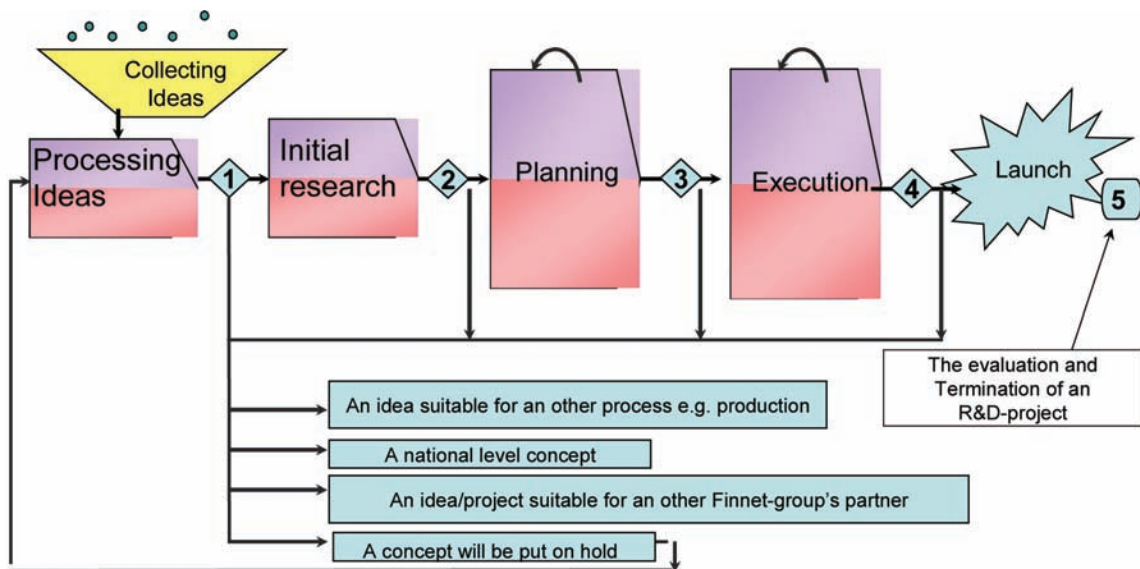 Collecting
Ideas
Processing
Ideas
1
Initial
research
2
Planning
3
Execution
4
Launch
5
The evaluation and
Termination of an
R&D-project
An idea suitable for an other process e.g. production
A national level concept
An idea/project suitable for an other Finnet-group's partner
A concept will be put on hold